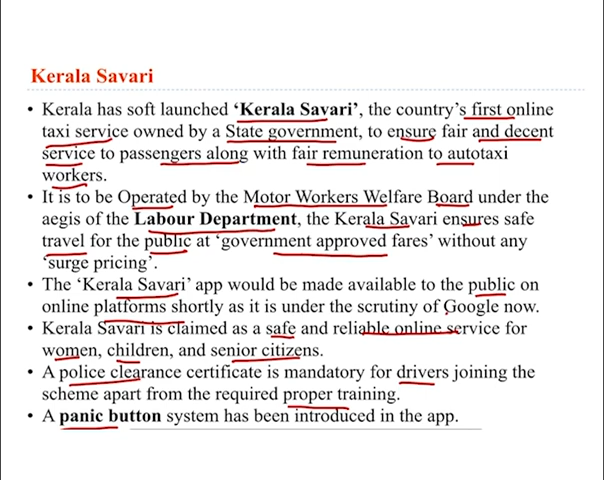 Kerala Savari
• Kerala has soft launched ‘Kerala Savari’, the country’s first online
taxi service owned by a State government, to ensure fair and decent
service to passengers along with fair remuneration to autotaxi
workers.
• It is to be Operated by the Motor Workers Welfare Board under the
aegis of the Labour Department, the Kerala Savari ensures safe
travel for the public at ‘government approved fares’ without any
‘surge pricing’.
• The ‘Kerala Savari’ app would be made available to the public on
online platforms shortly as it is under the scrutiny of Google now.
• Kerala Savari is claimed as a safe and reliable online service for
women, children, and senior citizens.
• A police clearance certificate is mandatory for drivers joining the
scheme apart from the required proper training.
• A panic button system has been introduced in the app.